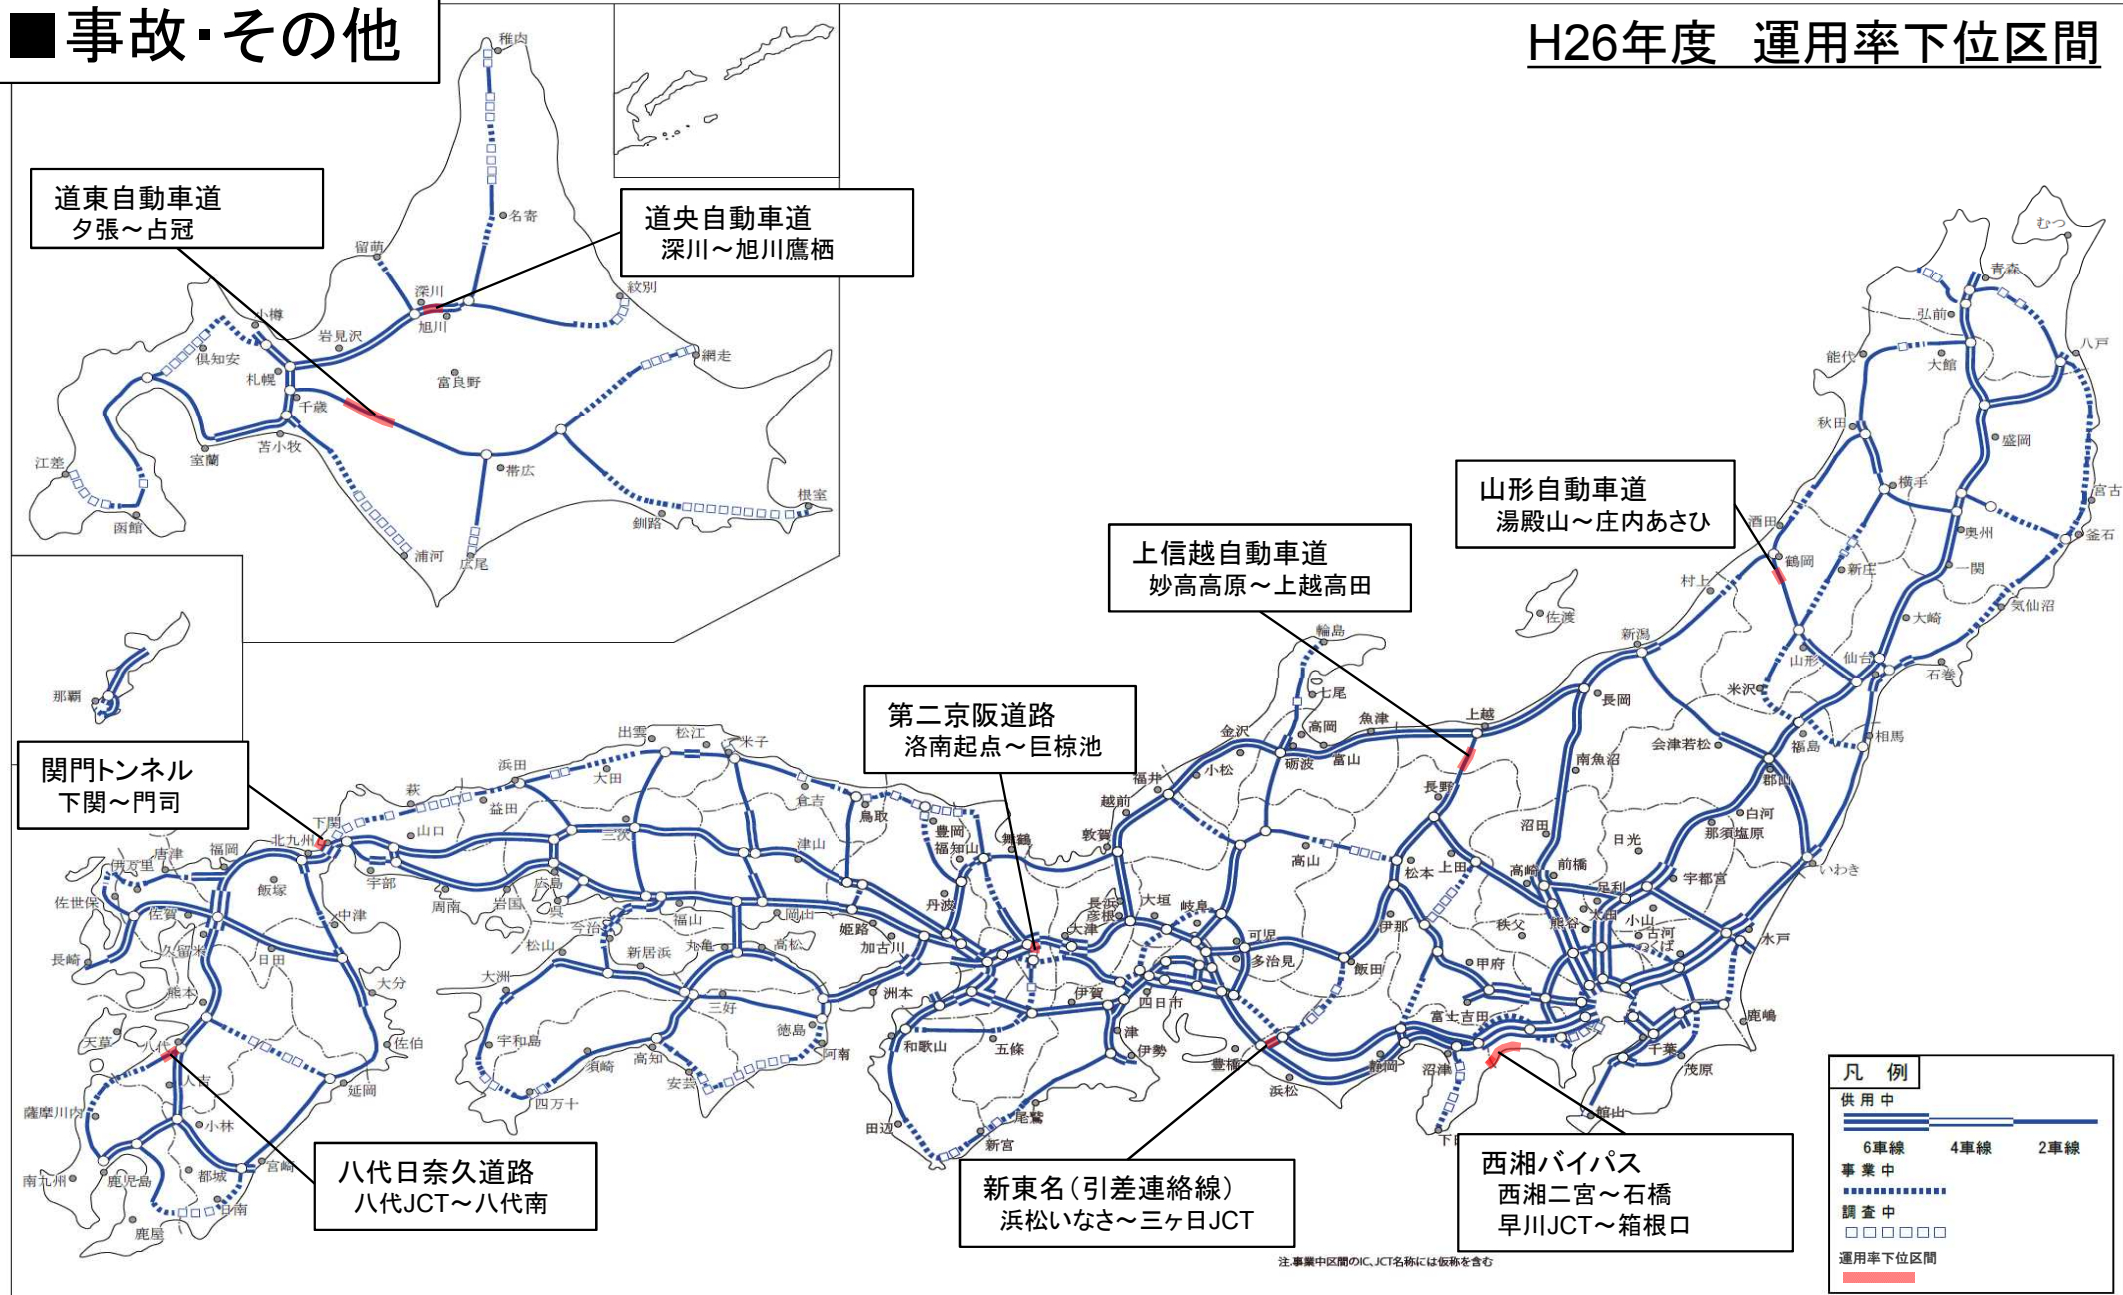 ■事故・その他
H26年度　運用率下位区間
道東自動車道
夕張～占冠
道央自動車道
深川～旭川鷹栖
山形自動車道
湯殿山～庄内あさひ
上信越自動車道
妙高高原～上越高田
第二京阪道路
洛南起点～巨椋池
関門トンネル
下関～門司
八代日奈久道路
八代JCT～八代南
新東名（引差連絡線）
浜松いなさ～三ヶ日JCT
西湘バイパス
西湘二宮～石橋
早川JCT～箱根口
稚内
名寄
留萌
深川
旭川
紋別
小樽
岩見沢
倶知安
札幌
富良野
網走
千歳
苫小牧
室蘭
江差
函館
帯広
根室
釧路
浦河
広尾
那覇
むつ
青森
弘前
八戸
能代
大館
秋田
盛岡
横手
宮古
酒田
奥州
釜石
鶴岡
新庄
一関
村上
気仙沼
大崎
佐渡
新潟
山形
仙台
石巻
米沢
長岡
相馬
福島
会津若松
南魚沼
郡山
白河
那須塩原
いわき
日光
沼田
宇都宮
輪島
七尾
高岡
魚津
上越
金沢
砺波
富山
小松
福井
越前
敦賀
長野
高山
松本
上田
高崎
前橋
足利
太田
小山
熊谷
古河
つくば
水戸
秩父
伊那
甲府
飯田
富士吉田
鹿嶋
千葉
茂原
館山
沼津
静岡
浜松
豊橋
可児
多治見
岐阜
大垣
長浜
彦根
大津
四日市
伊賀
津
伊勢
尾鷲
新宮
田辺
五條
和歌山
洲本
加古川
姫路
丹波
福知山
舞鶴
豊岡
鳥取
倉吉
米子
松江
出雲
大田
浜田
益田
萩
山口
下関
北九州
三次
津山
広島
呉
岩国
周南
宇部
福山
岡山
今治
松山
新居浜
丸亀
高松
大洲
三好
徳島
阿南
宇和島
須崎
高知
安芸
四万十
伊万里
唐津
福岡
飯塚
佐世保
佐賀
中津
久留米
日田
長崎
大分
熊本
天草
八代
佐伯
人吉
延岡
薩摩川内
小林
宮崎
都城
南九州
鹿児島
日南
鹿屋
注.事業中区間のIC、JCT名称には仮称を含む
凡　例
供用中
6車線　4車線　2車線
事業中
調査中
運用率下位区間